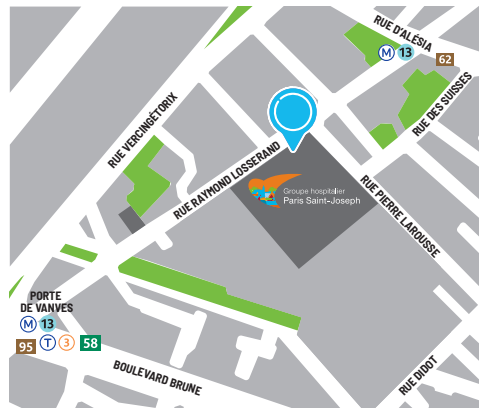 RUE D'ALÉSIA
M 13
62
RUE DES SUISSES
RUE VERCINGÉTORIX
RUE RAYMOND LOSSERAND
Groupe hospitalier
Paris Saint-Joseph
RUE PIERRE LAROUSSE
PORTE
DE VANVES
M 13
95 T 3 58
BOULEVARD BRUNE
RUE DIDOT